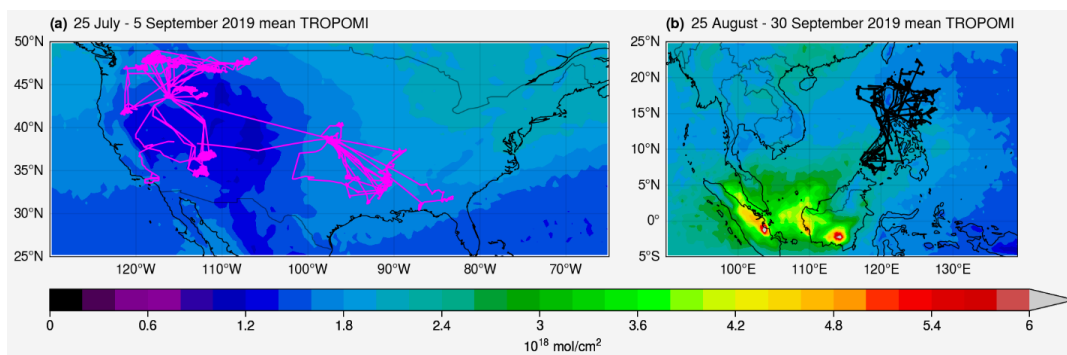 (a) 25 July - 5 September 2019 mean TROPOMI
(b) 25 August - 30 September 2019 mean TROPOMI
50°N
45°N
40°N
35°N
30°N
25°N
120°W
110°W
100°W
90°W
80°W
70°W
25°N
20°N
15°N
10°N
5°N
0°
5°S
100°E
110°E
120°E
130°E
0
0.6
1.2
1.8
2.4
3
3.6
4.2
4.8
5.4
6
10¹⁸ mol/cm²